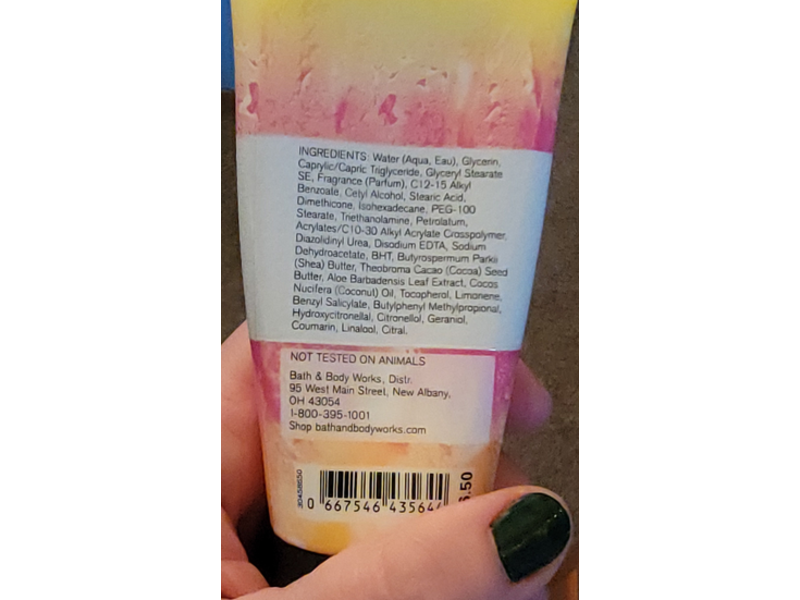 INGREDIENTS: Water (Aqua, Eau), Glycerin,
Caprylic/Capric Triglyceride, Glyceryl Stearate
SE, Fragrance (Parfum), C12-15 Alkyl
Benzoate, Cetyl Alcohol, Stearic Acid,
Dimethicone, Isohexadecane, PEG-100
Stearate, Triethanolamine, Petrolatum,
Acrylates/C10-30 Alkyl Acrylate Crosspolymer,
Diazolidinyl Urea, Disodium EDTA, Sodium
Dehydroacetate, BHT, Butyrospermum Parkii
(Shea) Butter, Theobroma Cacao (Cocoa) Seed
Butter, Aloe Barbadensis Leaf Extract, Cocos
Nucifera (Coconut) Oil, Tocopherol, Limonene,
Benzyl Salicylate, Butylphenyl Methylpropional,
Hydroxycitronellal, Citronellol, Geraniol,
Coumarin, Linalool, Citral.
NOT TESTED ON ANIMALS
Bath & Body Works, Distr.
95 West Main Street, New Albany,
OH 43054
1-800-395-1001
Shop bathandbodyworks.com
0 667546 43564
.50